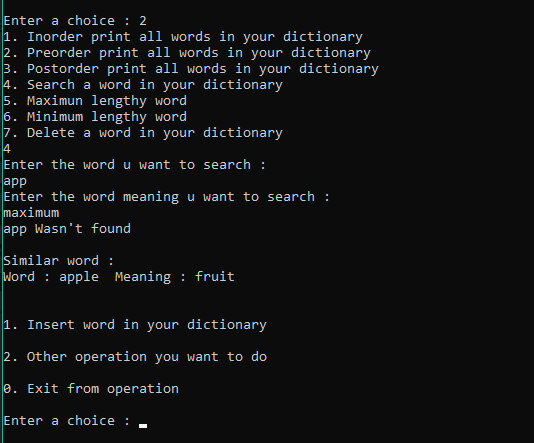 Enter a choice : 2
1. Inorder print all words in your dictionary
2. Preorder print all words in your dictionary
3. Postorder print all words in your dictionary
4. Search a word in your dictionary
5. Maximun lengthy word
6. Minimum lengthy word
7. Delete a word in your dictionary
4
Enter the word u want to search :
app
Enter the word meaning u want to search :
maximum
app Wasn't found
Similar word :
Word : apple  Meaning : fruit
1. Insert word in your dictionary
2. Other operation you want to do
0. Exit from operation
Enter a choice :